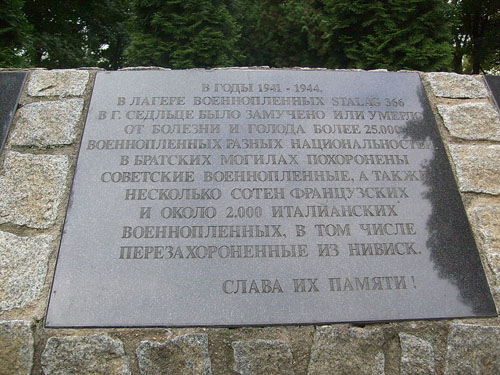 В ГОДЫ 1941 - 1944.
В ЛАГЕРЕ ВОЕННОПЛЕННЫХ STALAG 366
В Г. СЕДЛЬЦЕ БЫЛО ЗАМУЧЕНО ИЛИ УМЕРЛО
ОТ БОЛЕЗНИ И ГОЛОДА БОЛЕЕ 25.000
ВОЕННОПЛЕННЫХ РАЗНЫХ НАЦИОНАЛЬНОСТЕЙ.
В БРАТСКИХ МОГИЛАХ ПОХОРОНЕНЫ
СОВЕТСКИЕ ВОЕННОПЛЕННЫЕ, А ТАКЖЕ
НЕСКОЛЬКО СОТЕН ФРАНЦУЗСКИХ
И ОКОЛО 2.000 ИТАЛИАНСКИХ
ВОЕННОПЛЕННЫХ, В ТОМ ЧИСЛЕ
ПЕРЕЗАХОРОНЕННЫЕ ИЗ НИВИСК.
СЛАВА ИХ ПАМЯТИ !